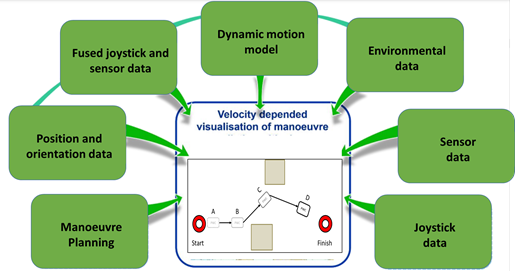 Dynamic motion
model
Fused joystick and
sensor data
Environmental
data
Velocity depended
visualisation of manoeuvre
Position and
orientation data
Sensor
data
A
B
C
D
Start
Finish
Manoeuvre
Planning
Joystick
data